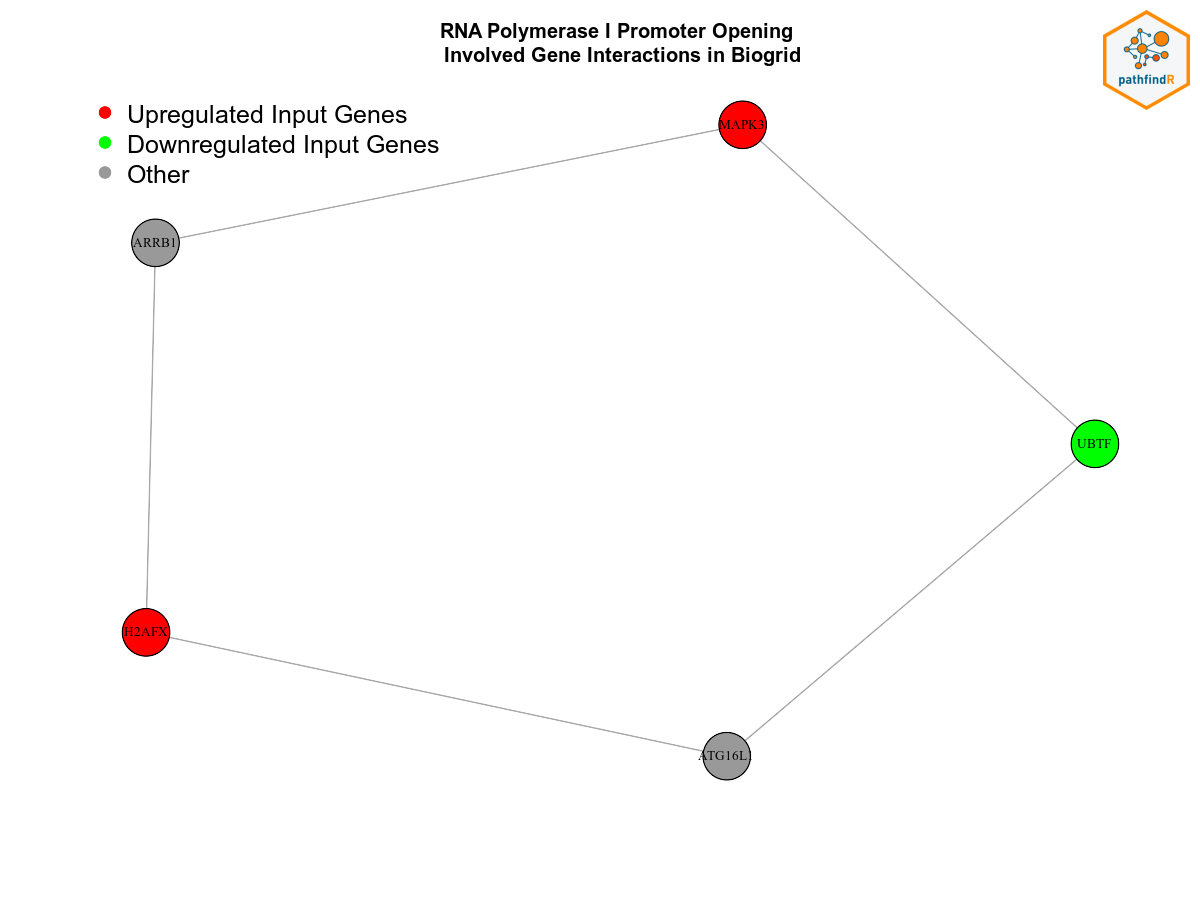 RNA Polymerase I Promoter Opening
Involved Gene Interactions in Biogrid
pathfindR
Upregulated Input Genes
Downregulated Input Genes
Other
MAPK3
ARRB1
UBTF
H2AFX
ATG16L1